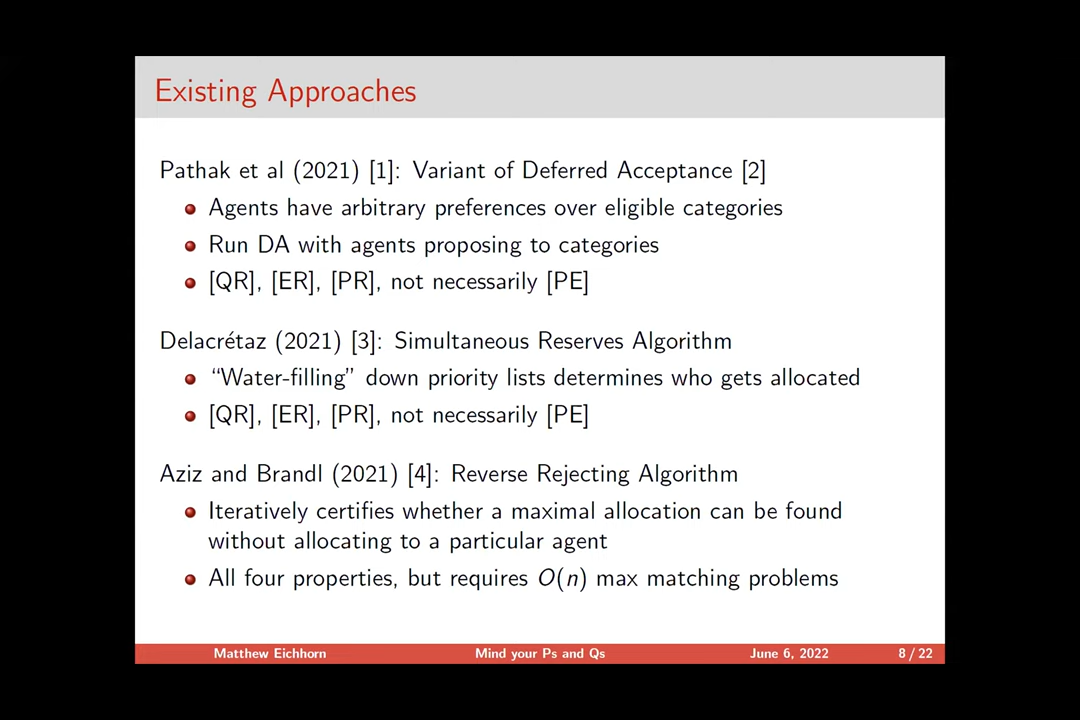 Existing Approaches
Pathak et al (2021) [1]: Variant of Deferred Acceptance [2]
Agents have arbitrary preferences over eligible categories
Run DA with agents proposing to categories
[QR], [ER], [PR], not necessarily [PE]
Delacrétaz (2021) [3]: Simultaneous Reserves Algorithm
“Water-filling” down priority lists determines who gets allocated
[QR], [ER], [PR], not necessarily [PE]
Aziz and Brandl (2021) [4]: Reverse Rejecting Algorithm
Iteratively certifies whether a maximal allocation can be found
without allocating to a particular agent
All four properties, but requires O(n) max matching problems
Matthew Eichhorn Mind your Ps and Qs June 6, 2022 8 / 22